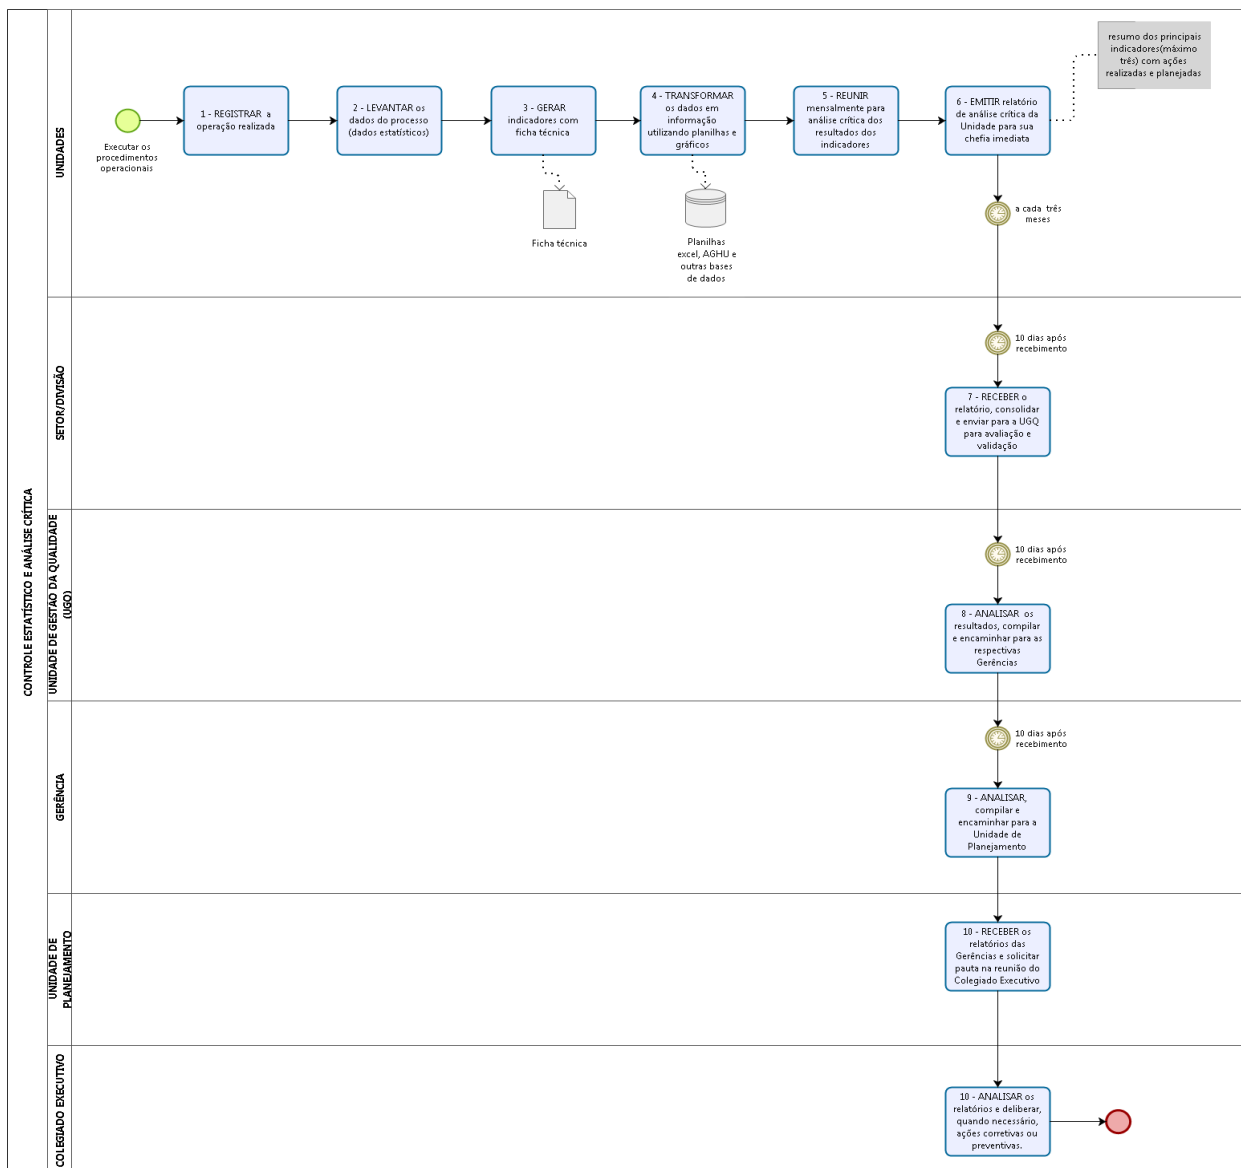 CONTROLE ESTATÍSTICO E ANÁLISE CRÍTICA
UNIDADES
Executar os
procedimentos
operacionais
1 - REGISTRAR a
operação realizada
2 - LEVANTAR os
dados do processo
(dados estatísticos)
3 - GERAR
indicadores com
ficha técnica
Ficha técnica
4 - TRANSFORMAR
os dados em
informação
utilizando planilhas e
gráficos
Planilhas
excel, AGHU e
outras bases
de dados
5 - REUNIR
mensalmente para
análise crítica dos
resultados dos
indicadores
6 - EMITIR relatório
de análise crítica da
Unidade para sua
chefia imediata
resumo dos principais
indicadores(máximo
três) com ações
realizadas e planejadas
a cada três
meses
SETOR/DIVISÃO
10 dias após
recebimento
7 - RECEBER o
relatório, consolidar
e enviar para a UGQ
para avaliação e
validação
UNIDADE DE GESTÃO DA QUALIDADE
(UGQ)
10 dias após
recebimento
8 - ANALISAR os
resultados, compilar
e encaminhar para as
respectivas
Gerências
GERÊNCIA
10 dias após
recebimento
9 - ANALISAR,
compilar e
encaminhar para a
Unidade de
Planejamento
UNIDADE DE
PLANEJAMENTO
10 - RECEBER os
relatórios das
Gerências e solicitar
pauta na reunião do
Colegiado Executivo
COLEGIADO EXECUTIVO
10 - ANALISAR os
relatórios e deliberar,
quando necessário,
ações corretivas ou
preventivas.